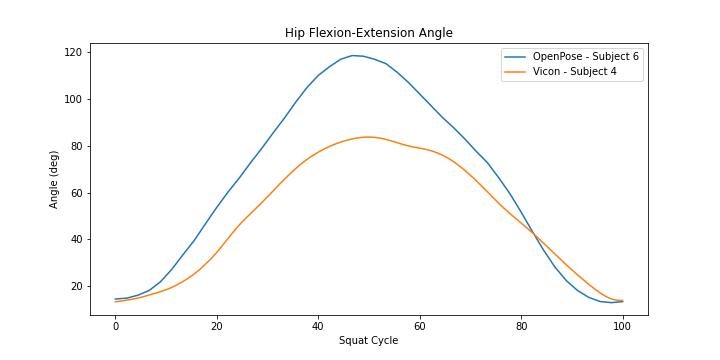 Hip Flexion-Extension Angle
OpenPose - Subject 6
Vicon - Subject 4
120
100
80
60
40
20
Angle (deg)
0 20 40 60 80 100
Squat Cycle